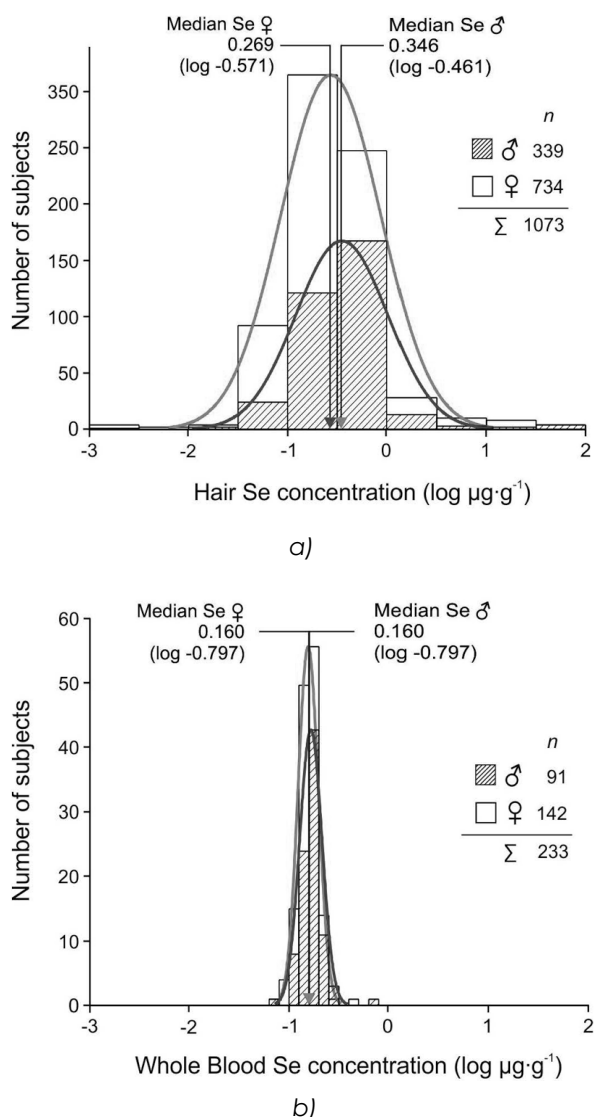 a)
Median Se ♀
0.269
(log -0.571)
Median Se ♂
0.346
(log -0.461)
Number of subjects
350
250
200
150
100
50
0
n
♂ 339
♀ 734
Σ 1073
-3 -2 -1 0 1 2
Hair Se concentration (log µg·g⁻¹)
a)
Median Se ♀
0.160
(log -0.797)
Median Se ♂
0.160
(log -0.797)
Number of subjects
60
50
40
30
20
10
0
n
♂ 91
♀ 142
Σ 233
-3 -2 -1 0 1 2
Whole Blood Se concentration (log µg·g⁻¹)
b)